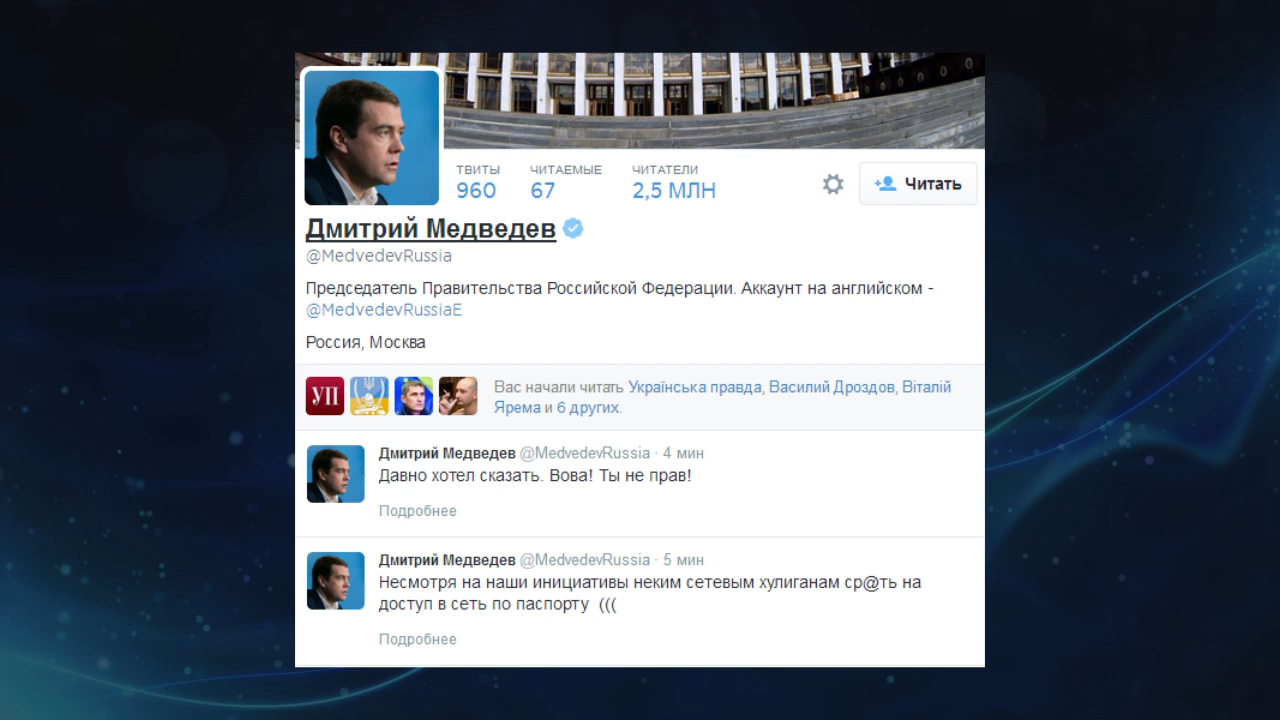 ТВИТЫ ЧИТАЕМЫЕ ЧИТАТЕЛИ
960 67 2,5 МЛН
Читать
Дмитрий Медведев
@MedvedevRussia
Председатель Правительства Российской Федерации. Аккаунт на английском -
@MedvedevRussiaE
Россия, Москва
УП
Вас начали читать Українська правда, Василий Дроздов, Віталій
Ярема и 6 других.
Дмитрий Медведев @MedvedevRussia · 4 мин
Давно хотел сказать. Вова! Ты не прав!
Подробнее
Дмитрий Медведев @MedvedevRussia · 5 мин
Несмотря на наши инициативы неким сетевым хулиганам ср@ть на
доступ в сеть по паспорту (((
Подробнее